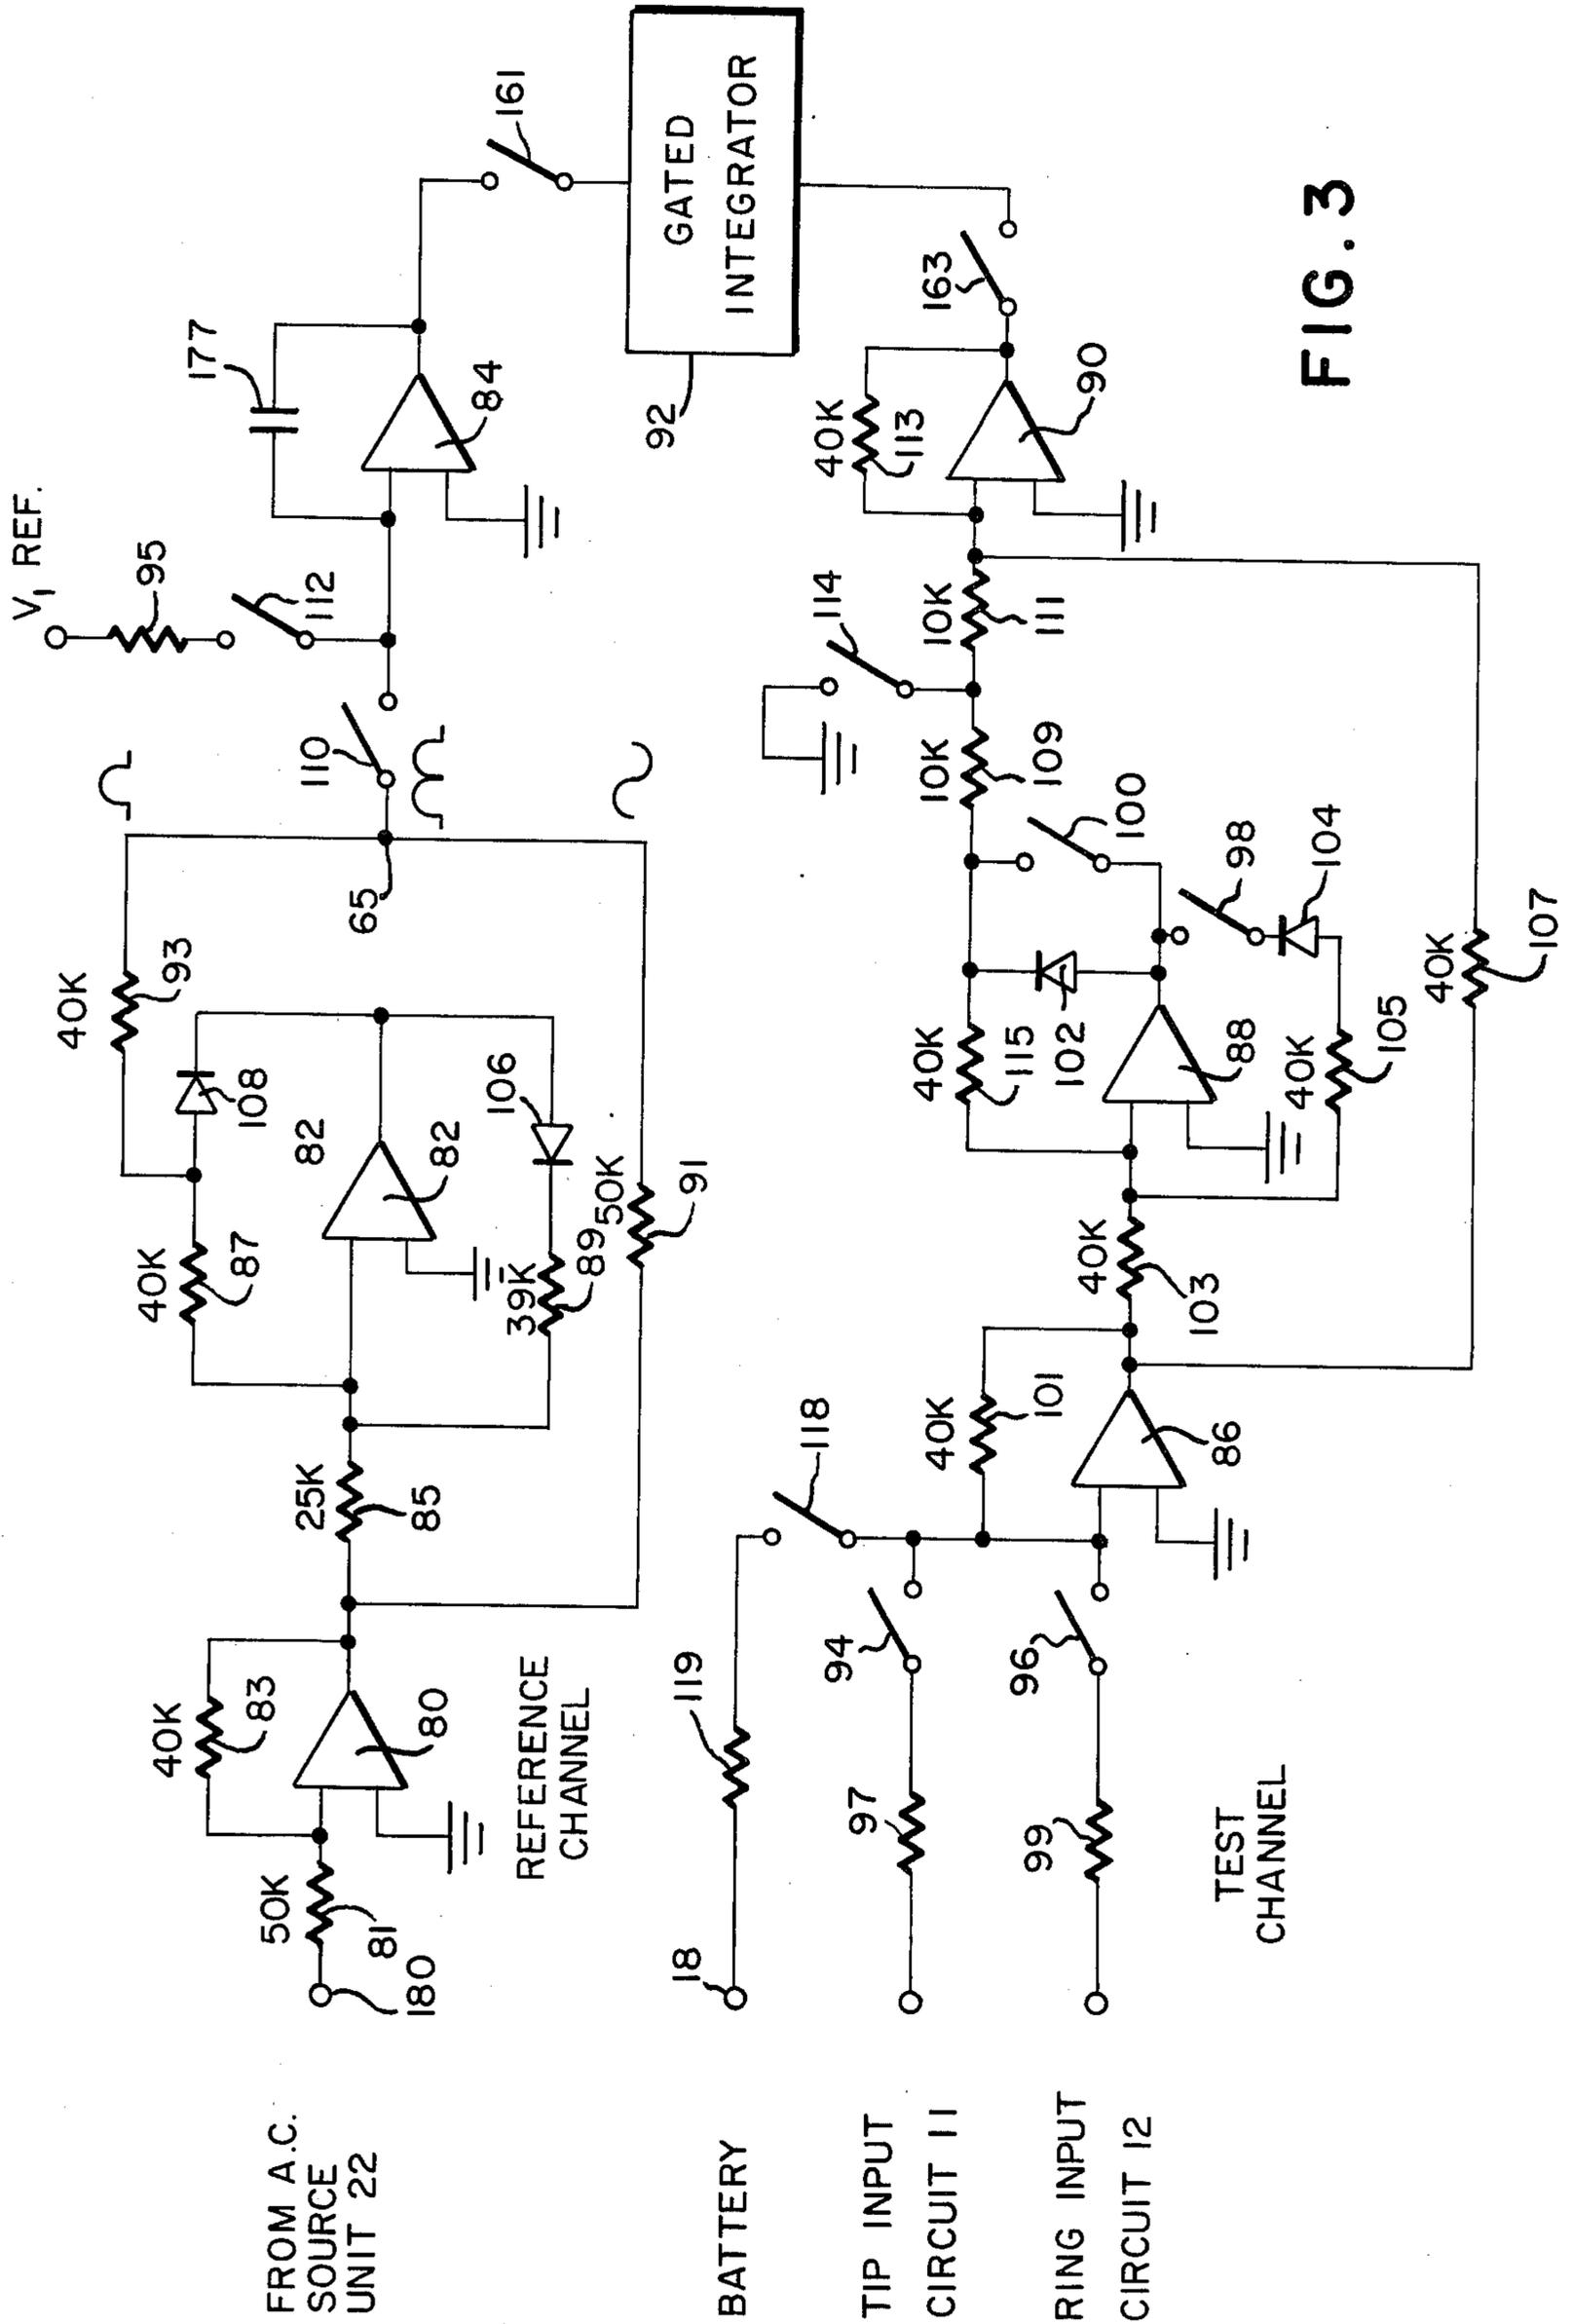 FROM A.C.
SOURCE
UNIT 22
180
50K
81
40K
83
80
REFERENCE
CHANNEL
25K
85
40K
87
82
82
39K
89
106
108
40K
93
50K
91
65
110
V1 REF.
95
112
177
84
161
GATED
INTEGRATOR
92
BATTERY
18
119
118
TIP INPUT
CIRCUIT 11
97
94
RING INPUT
CIRCUIT 12
99
96
TEST
CHANNEL
40K
101
86
40K
103
40K
115
102
88
40K
105
98
104
100
40K
107
10K
109
114
10K
111
40K
113
90
163
FIG. 3